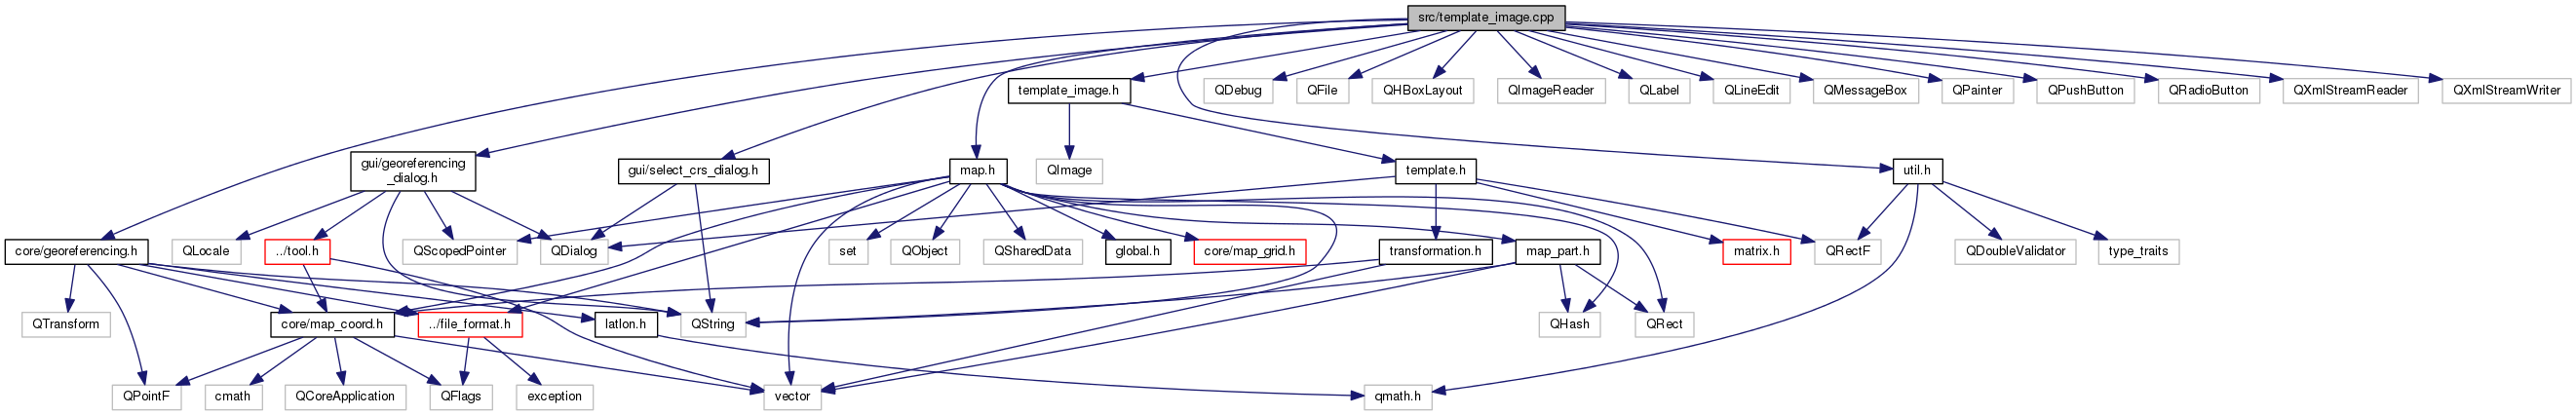 src/template_image.cpp
template_image.h
QDebug
QFile
QHBoxLayout
QImageReader
QLabel
QLineEdit
QMessageBox
QPainter
QPushButton
QRadioButton
QXmlStreamReader
QXmlStreamWriter
gui/georeferencing
_dialog.h
gui/select_crs_dialog.h
map.h
QImage
template.h
util.h
core/georeferencing.h
QLocale
../tool.h
QScopedPointer
QDialog
set
QObject
QSharedData
global.h
core/map_grid.h
transformation.h
map_part.h
matrix.h
QRectF
QDoubleValidator
type_traits
QTransform
core/map_coord.h
../file_format.h
latlon.h
QString
QHash
QRect
QPointF
cmath
QCoreApplication
QFlags
exception
vector
qmath.h